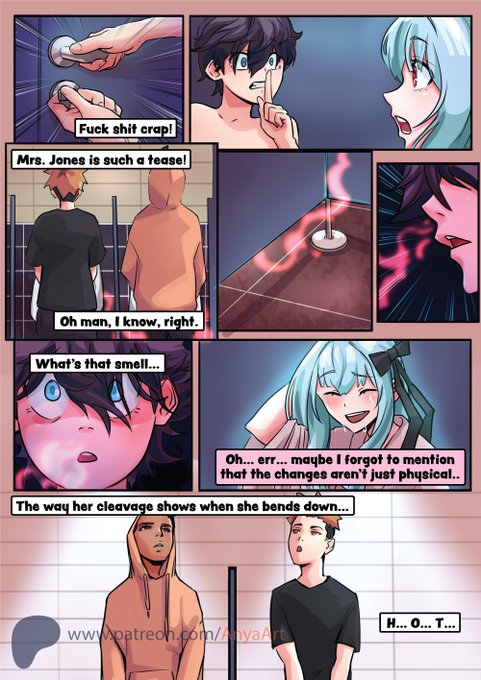 Fuck shit crap!
Mrs. Jones is such a tease!
Oh man, I know, right.
What's that smell...
Oh... err... maybe I forgot to mention
that the changes aren't just physical..
The way her cleavage shows when she bends down...
H... O... T...
www.patreon.com/AnyaArt